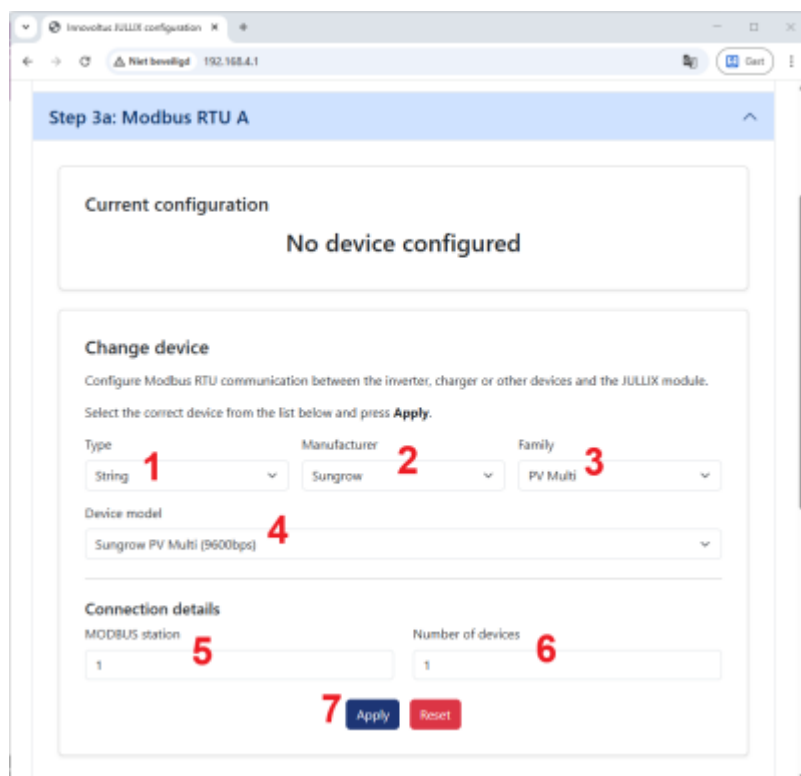 Innovoltus JULLIX configuration
Niet beveiligd 192.168.4.1 Gert
Step 3a: Modbus RTU A
Current configuration
No device configured
Change device
Configure Modbus RTU communication between the inverter, charger or other devices and the JULLIX module.
Select the correct device from the list below and press Apply.
Type Manufacturer Family
1 2 3
String Sungrow PV Multi
Device model
4
Sungrow PV Multi (9600bps)
Connection details
MODBUS station Number of devices
5 6
1 1
7 Apply Reset